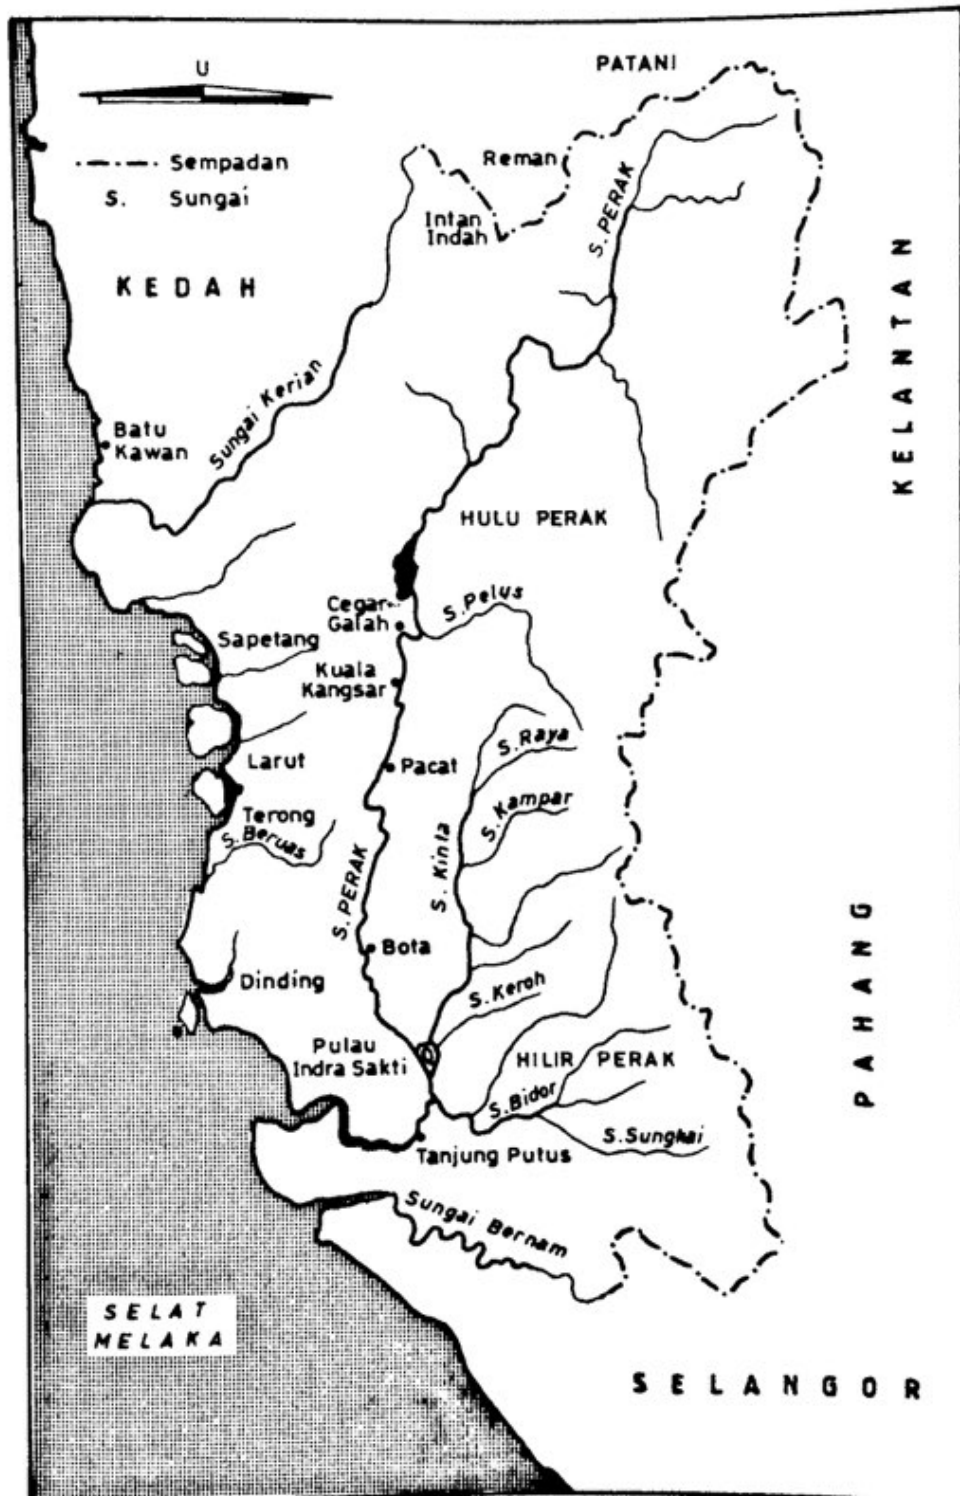 PATANI
U
Sempadan
S. Sungai
Reman
S. PERAK
Intan
Indah
KEDAH
KELANTAN
Sungai Kerian
Batu
Kawan
HULU PERAK
Cegar
Galah
S. Pelus
Sapetang
Kuala
Kangsar
S. Raya
Larut
Pacat
S. Kampar
Terong
S. Beruas
S. Kinta
S. PERAK
Bota
PAHANG
Dinding
S. Keroh
Pulau
Indra Sakti
HILIR PERAK
S. Bidor
S. Sungkai
Tanjung Putus
Sungai Bernam
SELAT
MELAKA
SELANGOR